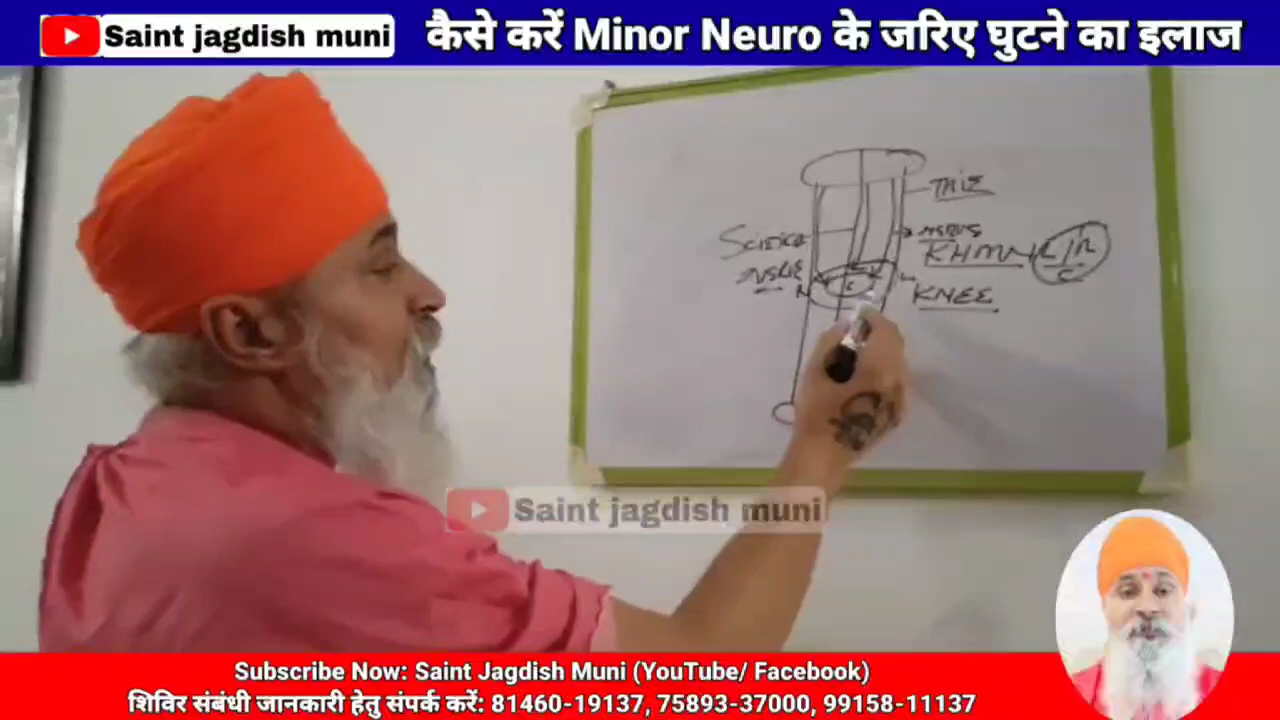 Saint jagdish muni
कैसे करें Minor Neuro के जरिए घुटने का इलाज
THIE
KNEE
Saint jagdish muni
Subscribe Now: Saint Jagdish Muni (YouTube/ Facebook)
शिविर संबंधी जानकारी हेतु संपर्क करें: 81460-19137, 75893-37000, 99158-11137